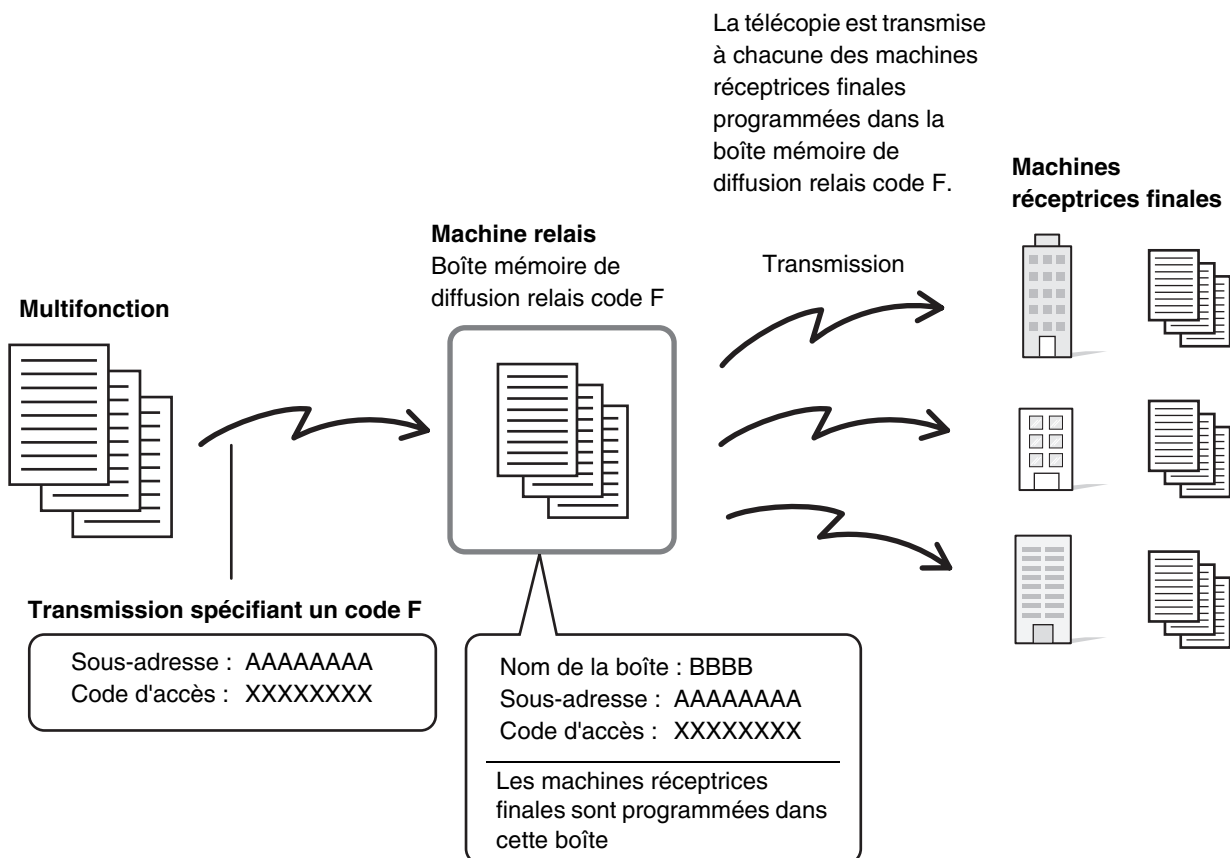 La télécopie est transmise
à chacune des machines
réceptrices finales
programmées dans la
boîte mémoire de
diffusion relais code F.
Machines
réceptrices finales
Machine relais
Boîte mémoire de
diffusion relais code F
Transmission
Multifonction
Transmission spécifiant un code F
Sous-adresse : AAAAAAAA
Code d'accès : XXXXXXXX
Nom de la boîte : BBBB
Sous-adresse : AAAAAAAA
Code d'accès : XXXXXXXX
Les machines réceptrices
finales sont programmées dans
cette boîte